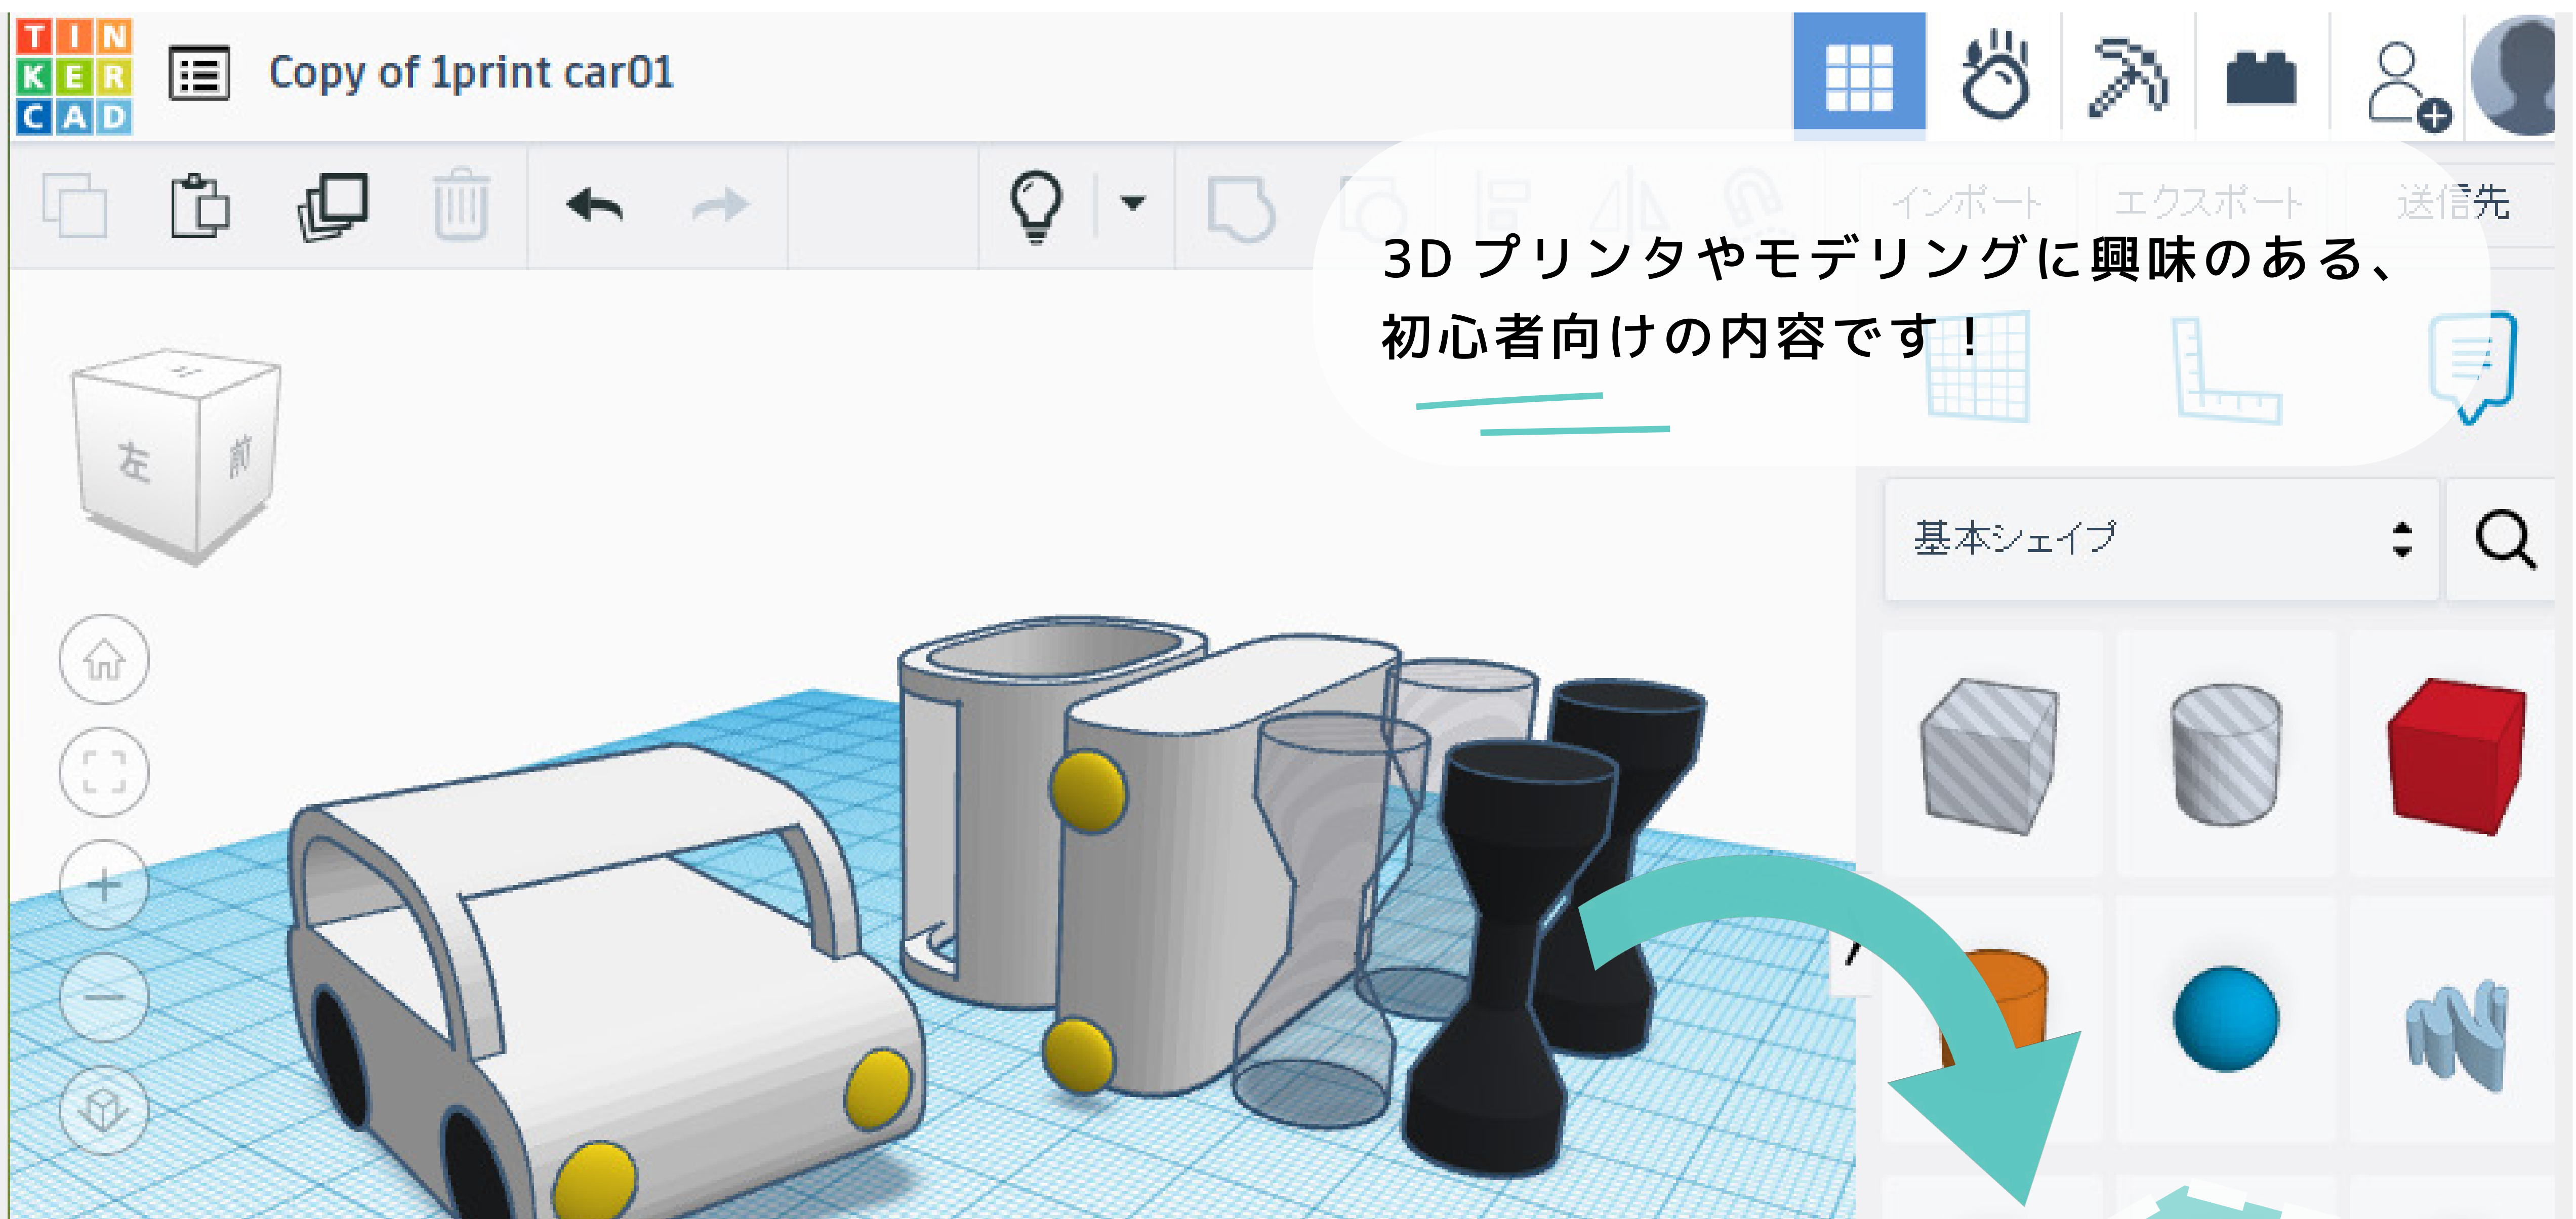 TIN
KER
CAD
Copy of 1print car01
インポート
エクスポート
送信先
3D プリンタやモデリングに興味のある、
初心者向けの内容です！
左
前
基本シェイプ